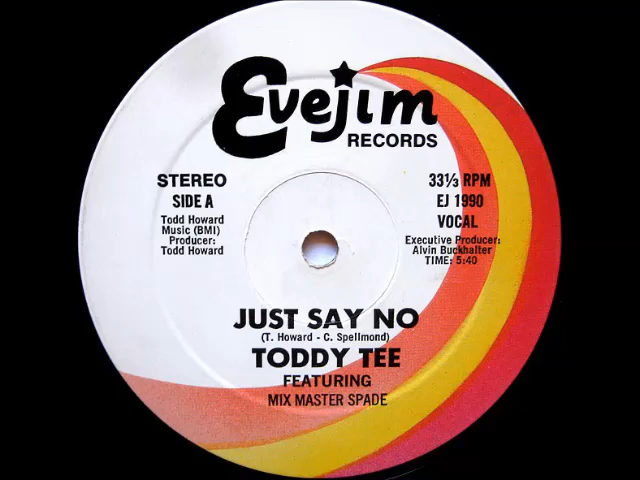 Evejim
RECORDS
STEREO
SIDE A
Todd Howard
Music (BMI)
Producer:
Todd Howard
33⅓ RPM
EJ 1990
VOCAL
Executive Producer:
Alvin Buckhalter
TIME: 5:40
JUST SAY NO
(T. Howard - C. Spellmond)
TODDY TEE
FEATURING
MIX MASTER SPADE